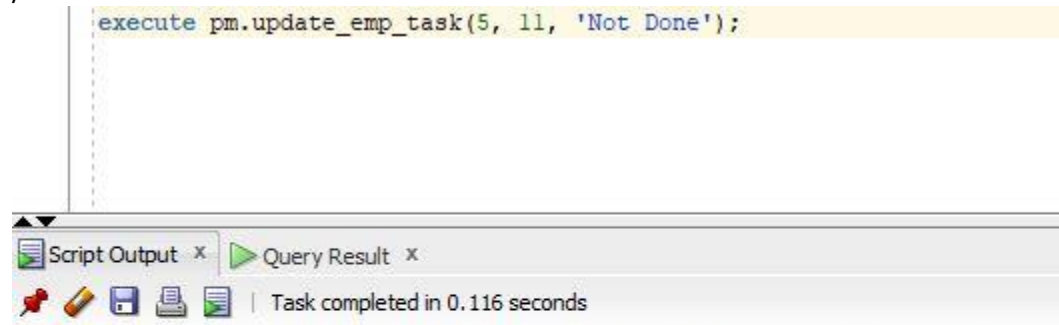 execute pm.update_emp_task(5, 11, 'Not Done');
Script Output x Query Result x
Task completed in 0.116 seconds